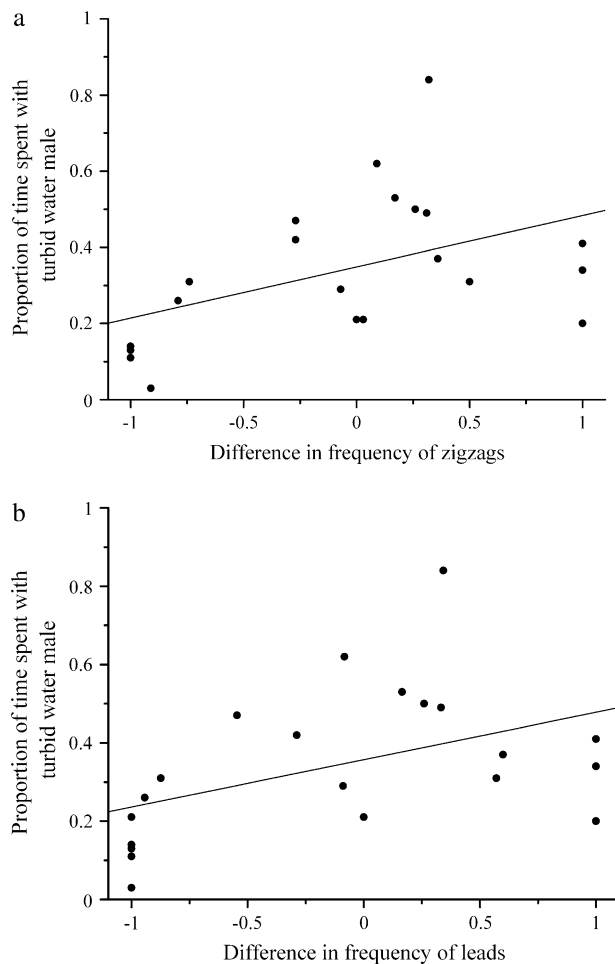 a
1
0.8
0.6
0.4
0.2
0
Proportion of time spent with
turbid water male
-1
-0.5
0
0.5
1
Difference in frequency of zigzags
b
1
0.8
0.6
0.4
0.2
0
Proportion of time spent with
turbid water male
-1
-0.5
0
0.5
1
Difference in frequency of leads